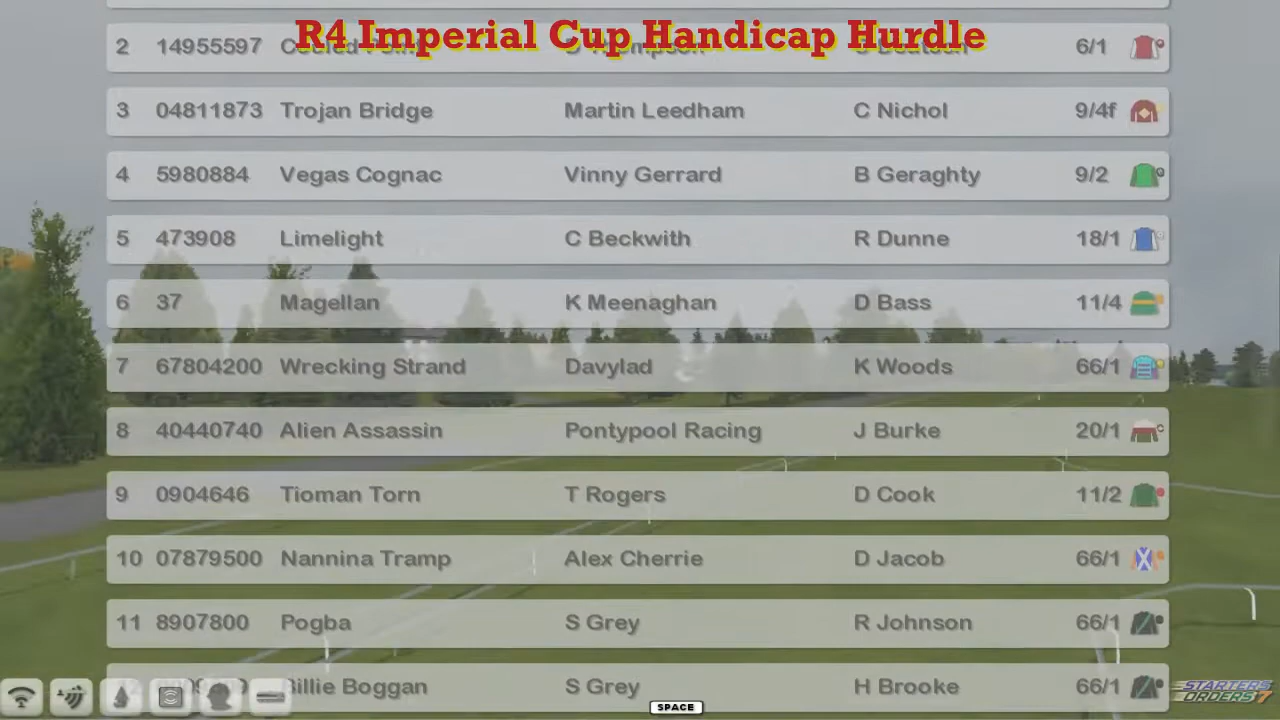 R4 Imperial Cup Handicap Hurdle
2 14955597 6/1
3 04811873 Trojan Bridge Martin Leedham C Nichol 9/4f
4 5980884 Vegas Cognac Vinny Gerrard B Geraghty 9/2
5 473908 Limelight C Beckwith R Dunne 18/1
6 37 Magellan K Meenaghan D Bass 11/4
7 67804200 Wrecking Strand Davylad K Woods 66/1
8 40440740 Alien Assassin Pontypool Racing J Burke 20/1
9 0904646 Tioman Torn T Rogers D Cook 11/2
10 07879500 Nannina Tramp Alex Cherrie D Jacob 66/1
11 8907800 Pogba S Grey R Johnson 66/1
Billie Boggan S Grey H Brooke 66/1
SPACE
STARTERS ORDERS 7